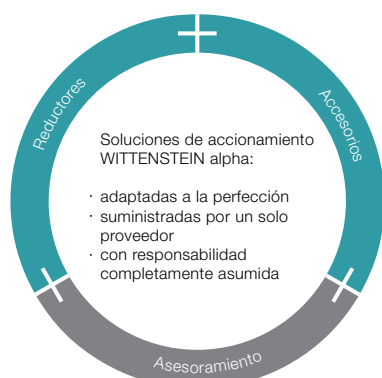 Reductores
Accesorios
Soluciones de accionamiento
WITTENSTEIN alpha:
· adaptadas a la perfección
· suministradas por un solo
proveedor
· con responsabilidad
completamente asumida
Asesoramiento